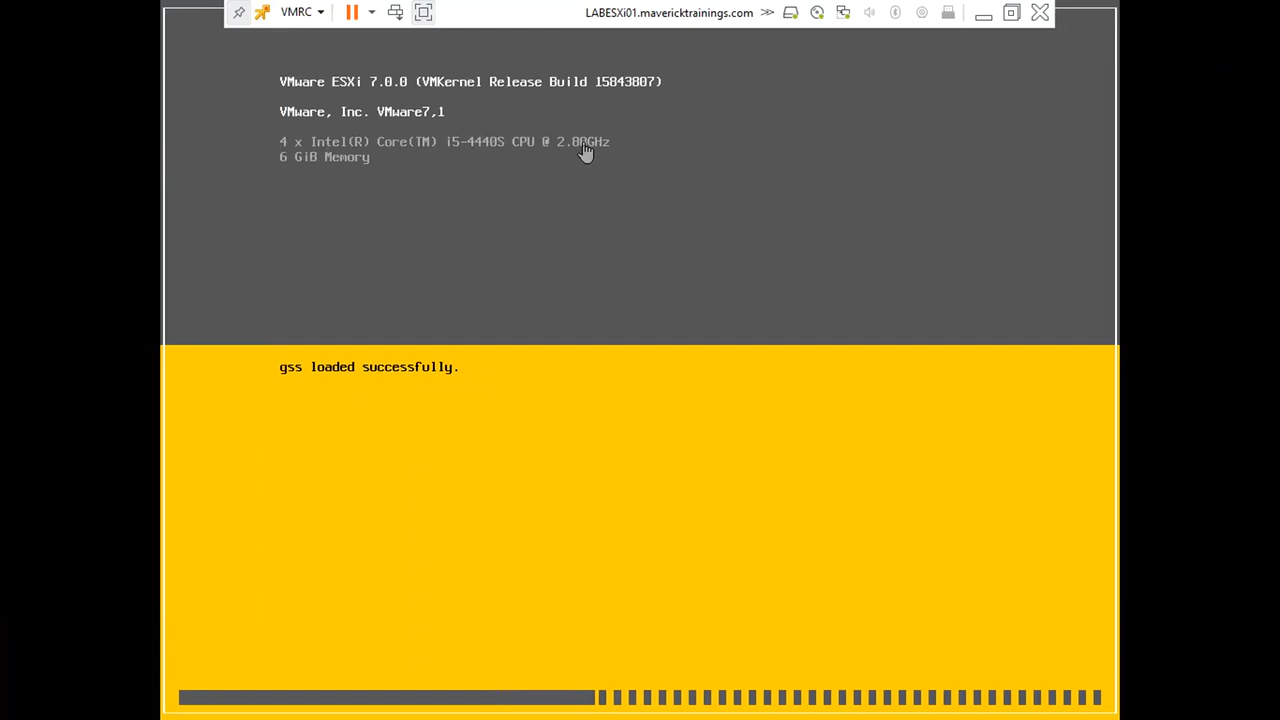 VMRC
LABESXi01.mavericktrainings.com
VMware ESXi 7.0.0 (VMKernel Release Build 15843807)
VMware, Inc. VMware7,1
4 x Intel(R) Core(TM) i5-4440S CPU @ 2.80GHz
6 GiB Memory
gss loaded successfully.